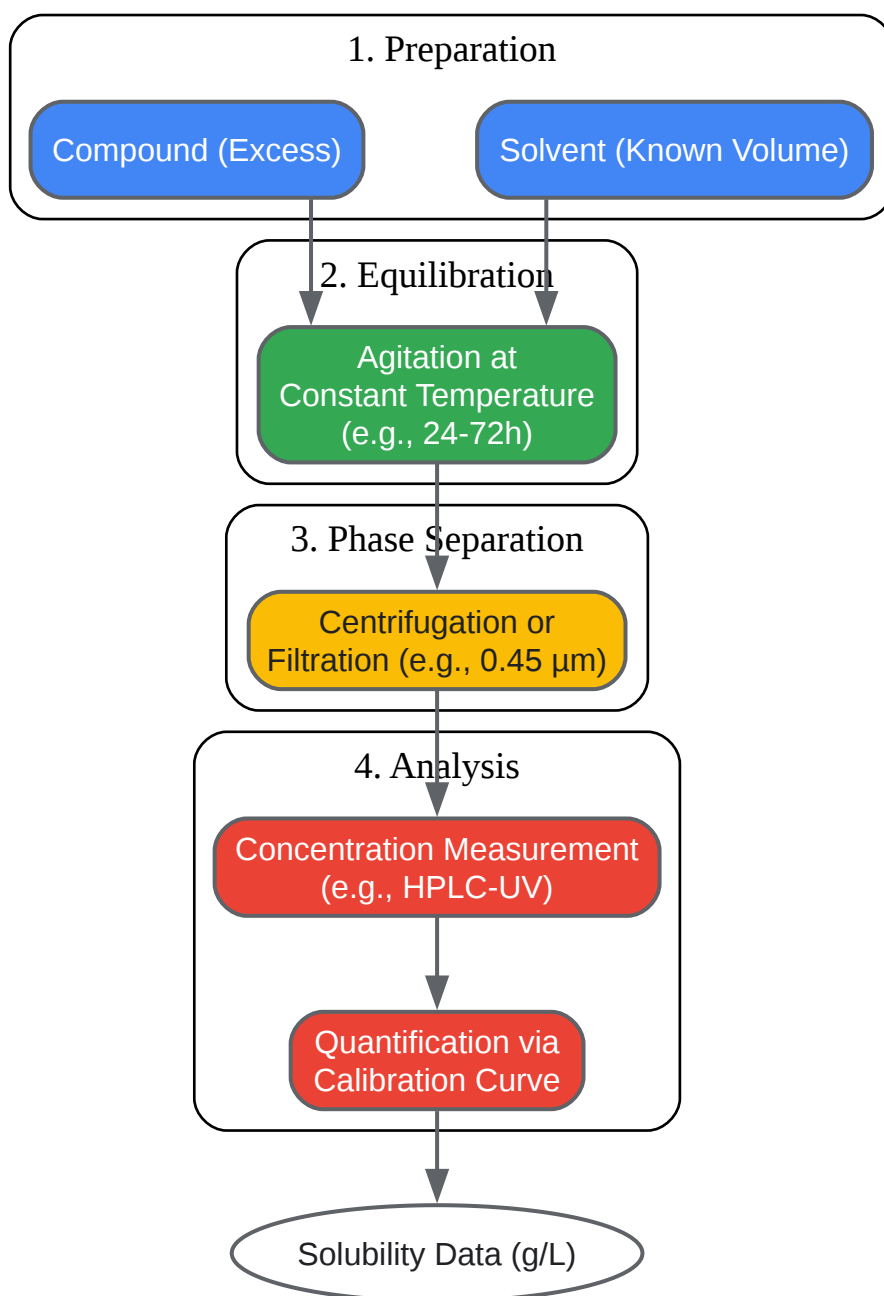 1. Preparation
Compound (Excess)
Solvent (Known Volume)
2. Equilibration
Agitation at
Constant Temperature
(e.g., 24-72h)
3. Phase Separation
Centrifugation or
Filtration (e.g., 0.45 µm)
4. Analysis
Concentration Measurement
(e.g., HPLC-UV)
Quantification via
Calibration Curve
Solubility Data (g/L)